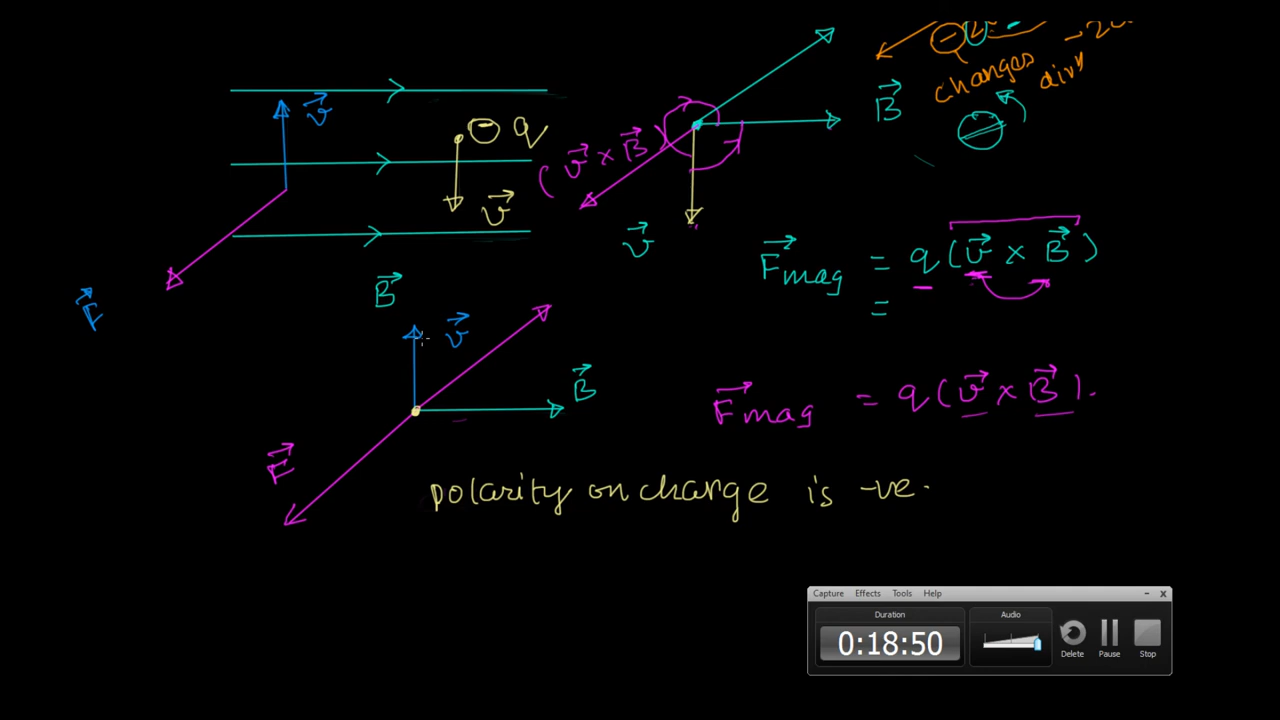 changes
dirⁿ
B⃗
v⃗
⊖ q
(v⃗ × B⃗)
v⃗
v⃗
F⃗mag = q(v⃗ × B⃗)
=
B⃗
F⃗
v⃗
B⃗
F⃗mag = q(v⃗ × B⃗).
F⃗
polarity on charge is -ve.
Capture Effects Tools Help
Duration
Audio
0:18:50
Delete Pause Stop